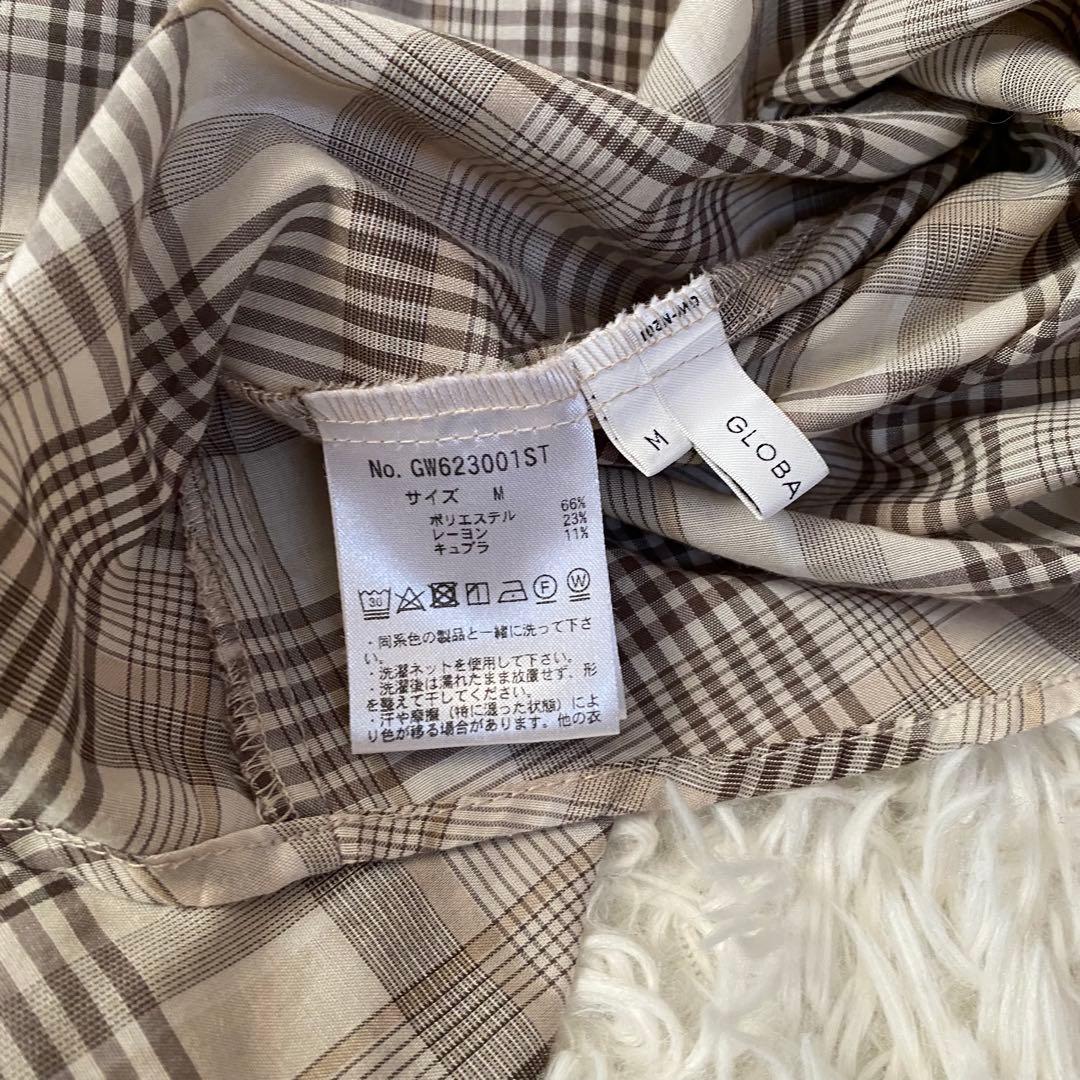 No. GW623001ST
サイズ M
ポリエステル 66%
レーヨン 23%
キュプラ 11%
30
F
W
・同系色の製品と一緒に洗って下さ
い。
・洗濯ネットを使用して下さい。
・洗濯後は濡れたまま放置せず、形
を整えて干してください。
・汗や摩擦（特に湿った状態）によ
り色が移る場合があります。他の衣
M
GLOBA